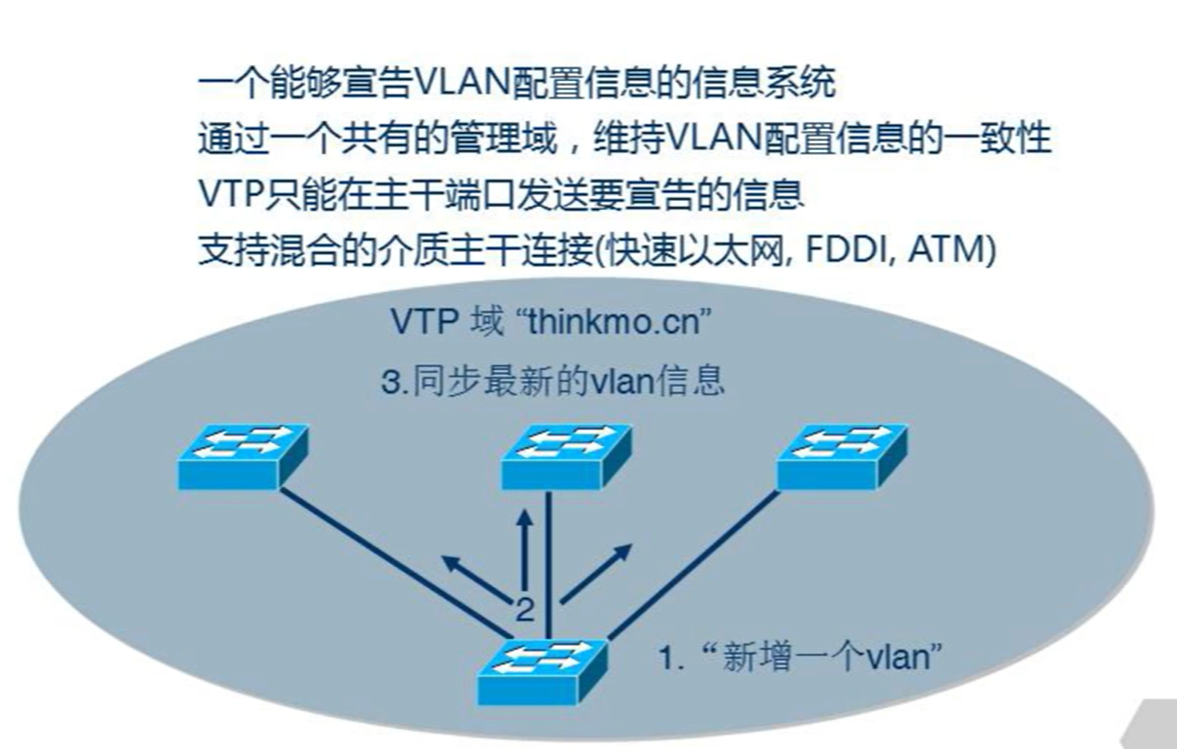 一个能够宣告VLAN配置信息的信息系统
通过一个共有的管理域，维持VLAN配置信息的一致性
VTP只能在主干端口发送要宣告的信息
支持混合的介质主干连接(快速以太网, FDDI, ATM)
VTP 域 “thinkmo.cn”
3.同步最新的vlan信息
2
1.“新增一个vlan”